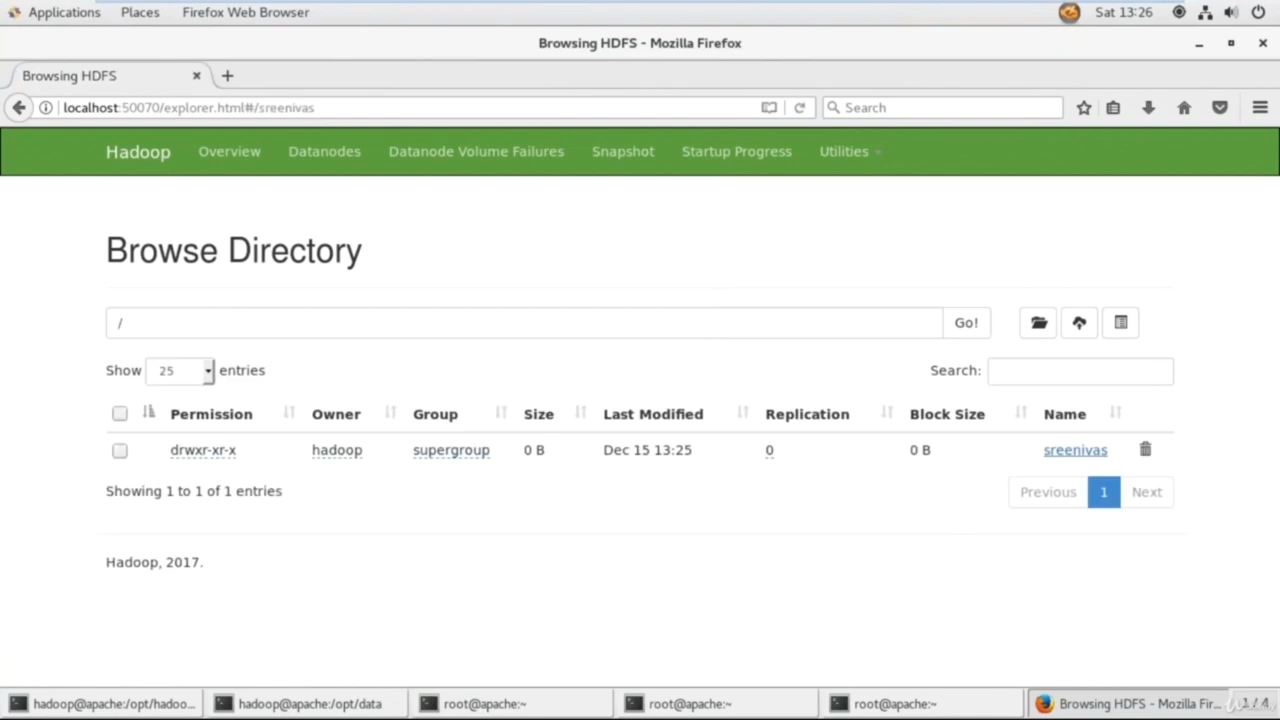 Applications Places Firefox Web Browser Sat 13:26
Browsing HDFS - Mozilla Firefox
Browsing HDFS
localhost:50070/explorer.html#/sreenivas Search
Hadoop Overview Datanodes Datanode Volume Failures Snapshot Startup Progress Utilities
Browse Directory
/ Go!
Show 25 entries Search:
Permission Owner Group Size Last Modified Replication Block Size Name
drwxr-xr-x hadoop supergroup 0 B Dec 15 13:25 0 0 B sreenivas
Showing 1 to 1 of 1 entries Previous 1 Next
Hadoop, 2017.
hadoop@apache:/opt/hadoo... hadoop@apache:/opt/data root@apache:~ root@apache:~ root@apache:~ Browsing HDFS - Mozilla Fir... 1 / 4